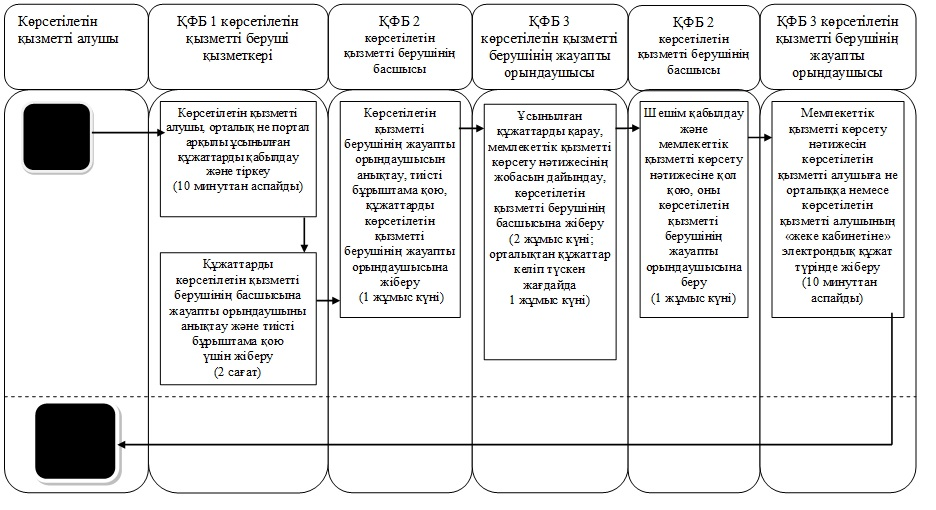 Көрсетілетін
қызметті алушы
ҚФБ 1 көрсетілетін
қызметті беруші
қызметкері
ҚФБ 2
көрсетілетін
қызметті берушінің
басшысы
ҚФБ 3
көрсетілетін қызметті
берушінің жауапты
орындаушысы
ҚФБ 2
көрсетілетін
қызметті берушінің
басшысы
ҚФБ 3 көрсетілетін
қызметті берушінің
жауапты
орындаушысы
Көрсетілетін қызметті
алушы, орталық не портал
арқылы ұсынылған
құжаттарды қабылдау
және тіркеу
(10 минуттан аспайды)
Құжаттарды
көрсетілетін қызметті
берушінің басшысына
жауапты орындаушыны
анықтау және тиісті
бұрыштама қою
үшін жіберу
(2 сағат)
Көрсетілетін
қызметті
берушінің жауапты
орындаушысын
анықтау, тиісті
бұрыштама қою,
құжаттарды
көрсетілетін
қызметті
берушінің жауапты
орындаушысына
жіберу
(1 жұмыс күні)
Ұсынылған
құжаттарды қарау,
мемлекеттік қызметті
көрсету нәтижесінің
жобасын дайындау,
көрсетілетін
қызметті берушінің
басшысына жіберу
(2 жұмыс күні;
орталықтан құжаттар
келіп түскен
жағдайда
1 жұмыс күні)
Шешім қабылдау
және
мемлекеттік
қызметті көрсету
нәтижесіне қол
қою, оны
көрсетілетін
қызметті
берушінің
жауапты
орындаушысына
беру
(1 жұмыс күні)
Мемлекеттік
қызметті көрсету
нәтижесін
көрсетілетін
қызметті алушыға не
орталыққа немесе
көрсетілетін
қызметті алушының
«жеке кабинетіне»
электрондық құжат
түрінде жіберу
(10 минуттан
аспайды)